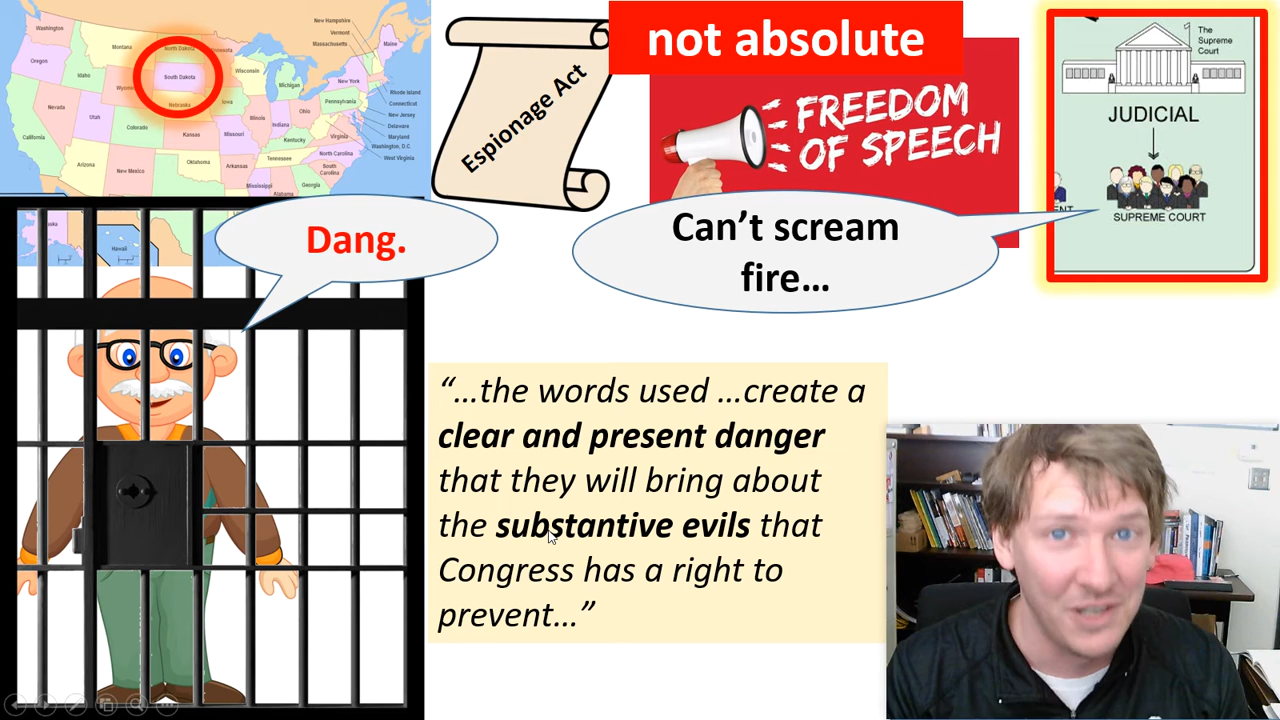 Washington
Oregon
California
Nevada
Idaho
Montana
Utah
Arizona
Colorado
New Mexico
North Dakota
South Dakota
Nebraska
Kansas
Oklahoma
Iowa
Missouri
Arkansas
Wisconsin
Illinois
Michigan
Indiana
Ohio
Kentucky
Tennessee
Mississippi
Alabama
Georgia
South
Carolina
North Carolina
Virginia
Pennsylvania
New York
Maine
New Hampshire
Vermont
Massachusetts
Rhode Island
Connecticut
New Jersey
Delaware
Maryland
Washington, D.C.
West Virginia
Hawaii
Espionage Act
not absolute
FREEDOM
OF SPEECH
The
Supreme
Court
JUDICIAL
SUPREME COURT
Dang.
Can’t scream
fire…
“…the words used …create a
clear and present danger
that they will bring about
the substantive evils that
Congress has a right to
prevent…”